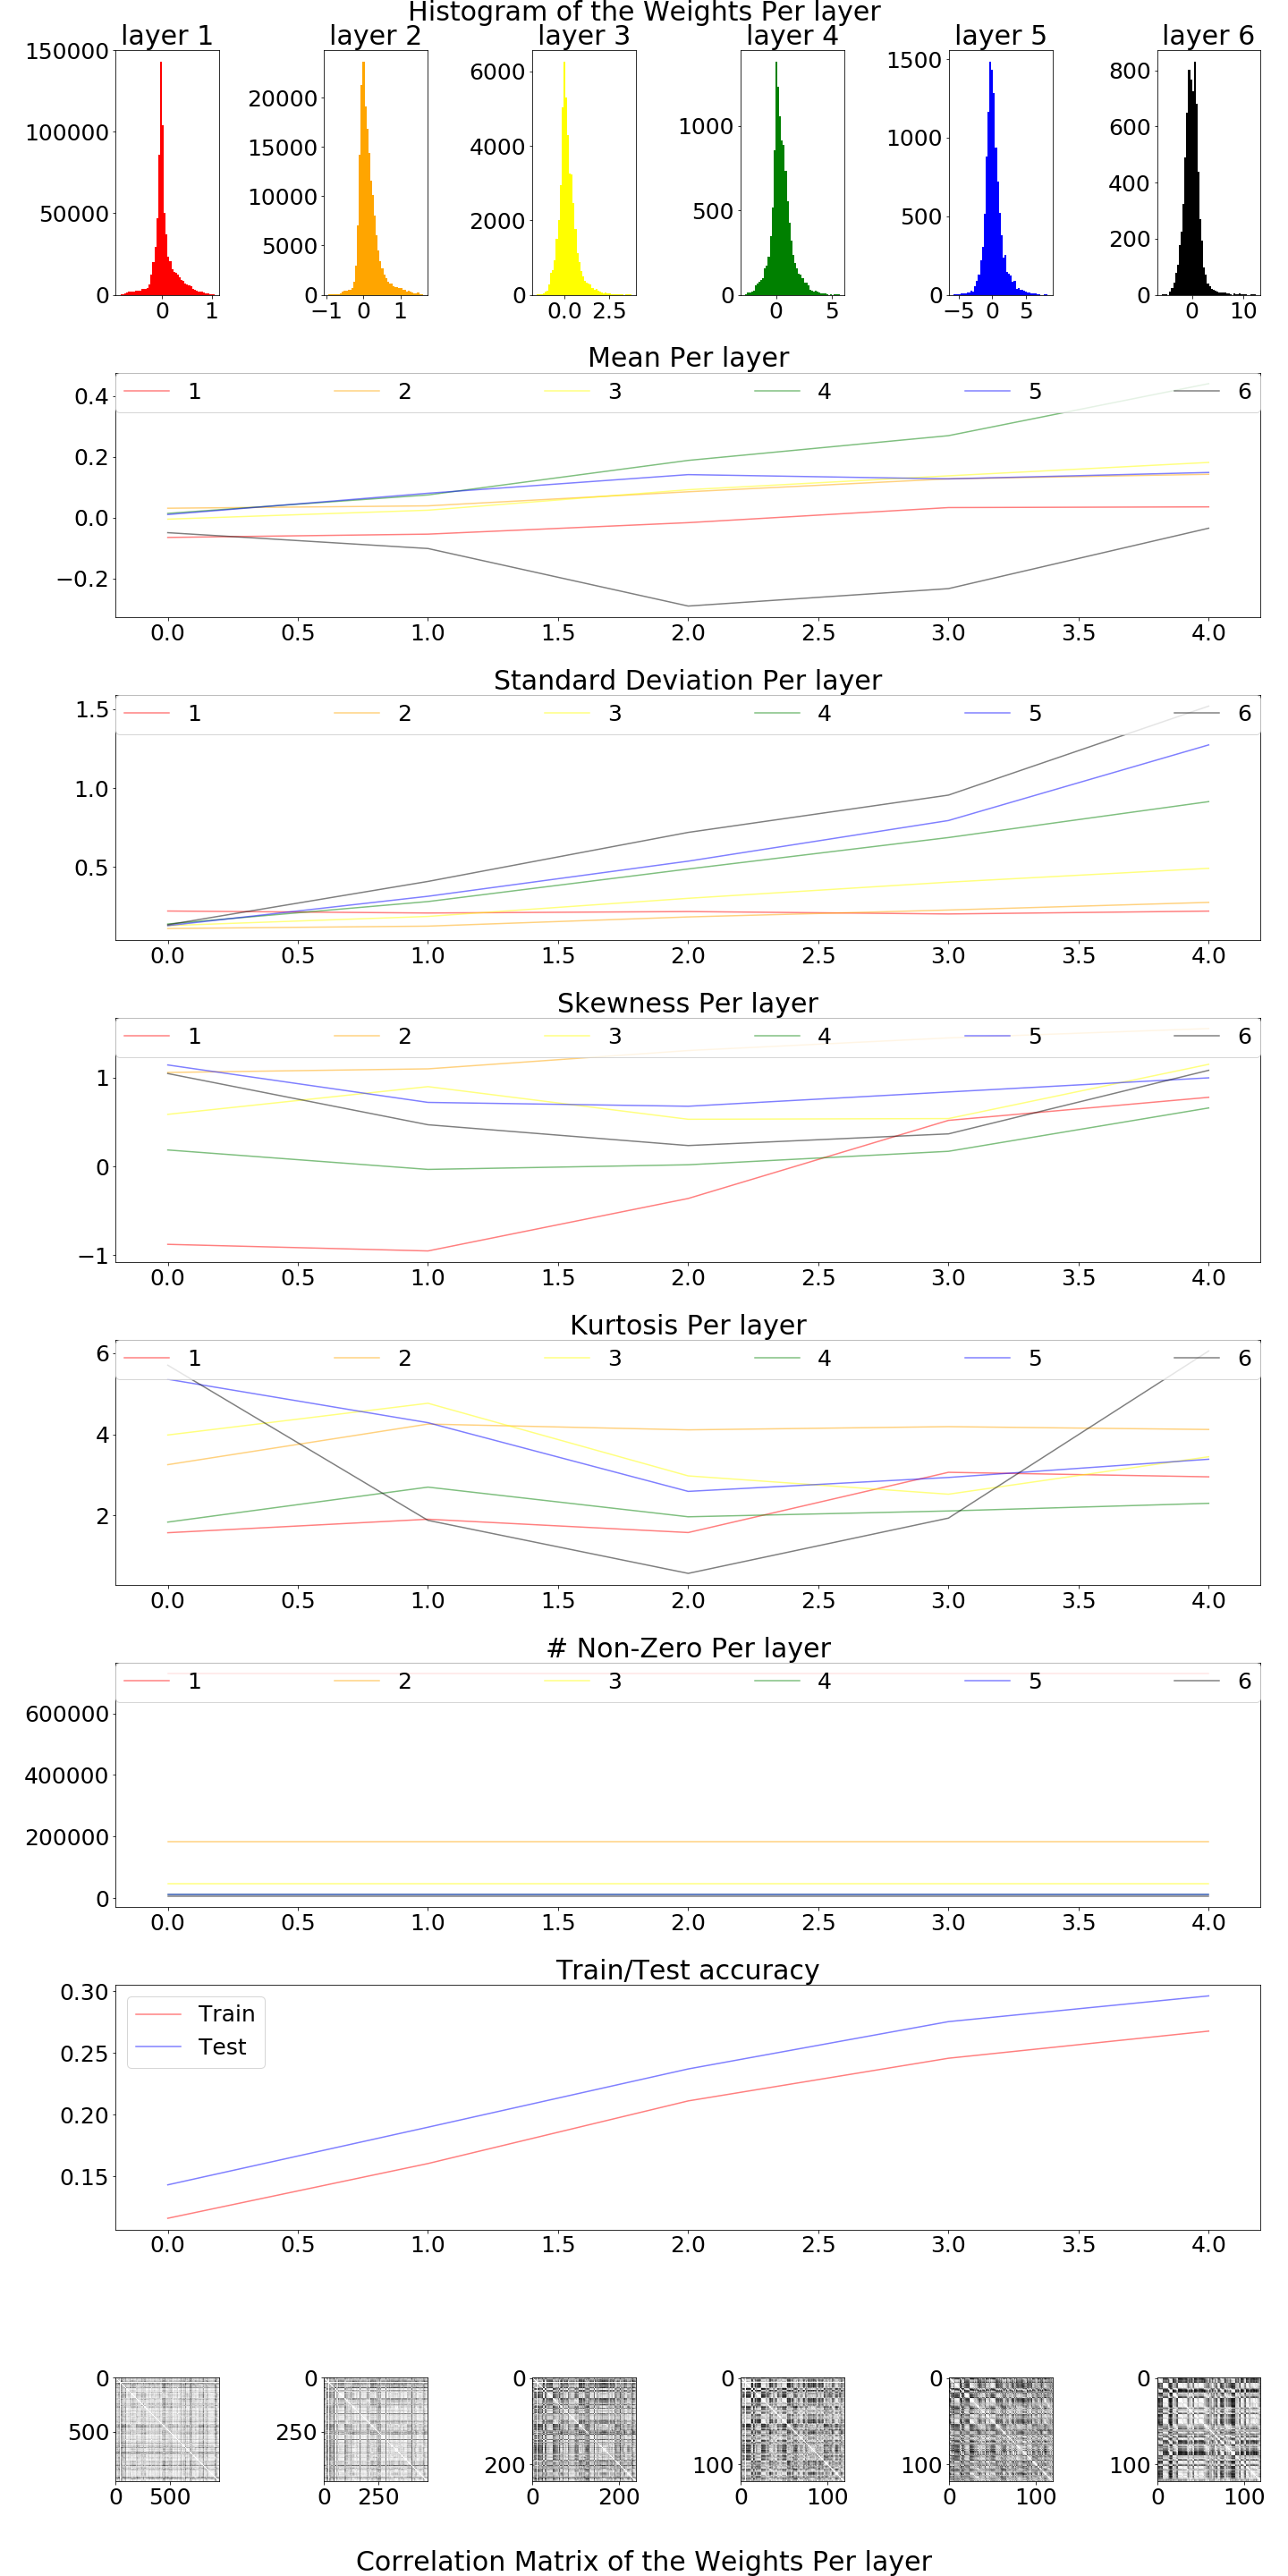 Histogram of the Weights Per layer
layer 1 layer 2 layer 3 layer 4 layer 5 layer 6
150000
100000
50000
0
0 1
20000
15000
10000
5000
0
−1 0 1
6000
4000
2000
0
0.0 2.5
1000
500
0
0 5
1500
1000
500
0
−5 0 5
800
600
400
200
0
0 10
Mean Per layer
1 2 3 4 5 6
0.4
0.2
0.0
−0.2
0.0 0.5 1.0 1.5 2.0 2.5 3.0 3.5 4.0
Standard Deviation Per layer
1 2 3 4 5 6
1.5
1.0
0.5
0.0 0.5 1.0 1.5 2.0 2.5 3.0 3.5 4.0
Skewness Per layer
1 2 3 4 5 6
1
0
−1
0.0 0.5 1.0 1.5 2.0 2.5 3.0 3.5 4.0
Kurtosis Per layer
1 2 3 4 5 6
6
4
2
0.0 0.5 1.0 1.5 2.0 2.5 3.0 3.5 4.0
# Non-Zero Per layer
1 2 3 4 5 6
600000
400000
200000
0
0.0 0.5 1.0 1.5 2.0 2.5 3.0 3.5 4.0
Train/Test accuracy
Train
Test
0.30
0.25
0.20
0.15
0.0 0.5 1.0 1.5 2.0 2.5 3.0 3.5 4.0
0
500
0 500
0
250
0 250
0
200
0 200
0
100
0 100
0
100
0 100
0
100
0 100
Correlation Matrix of the Weights Per layer